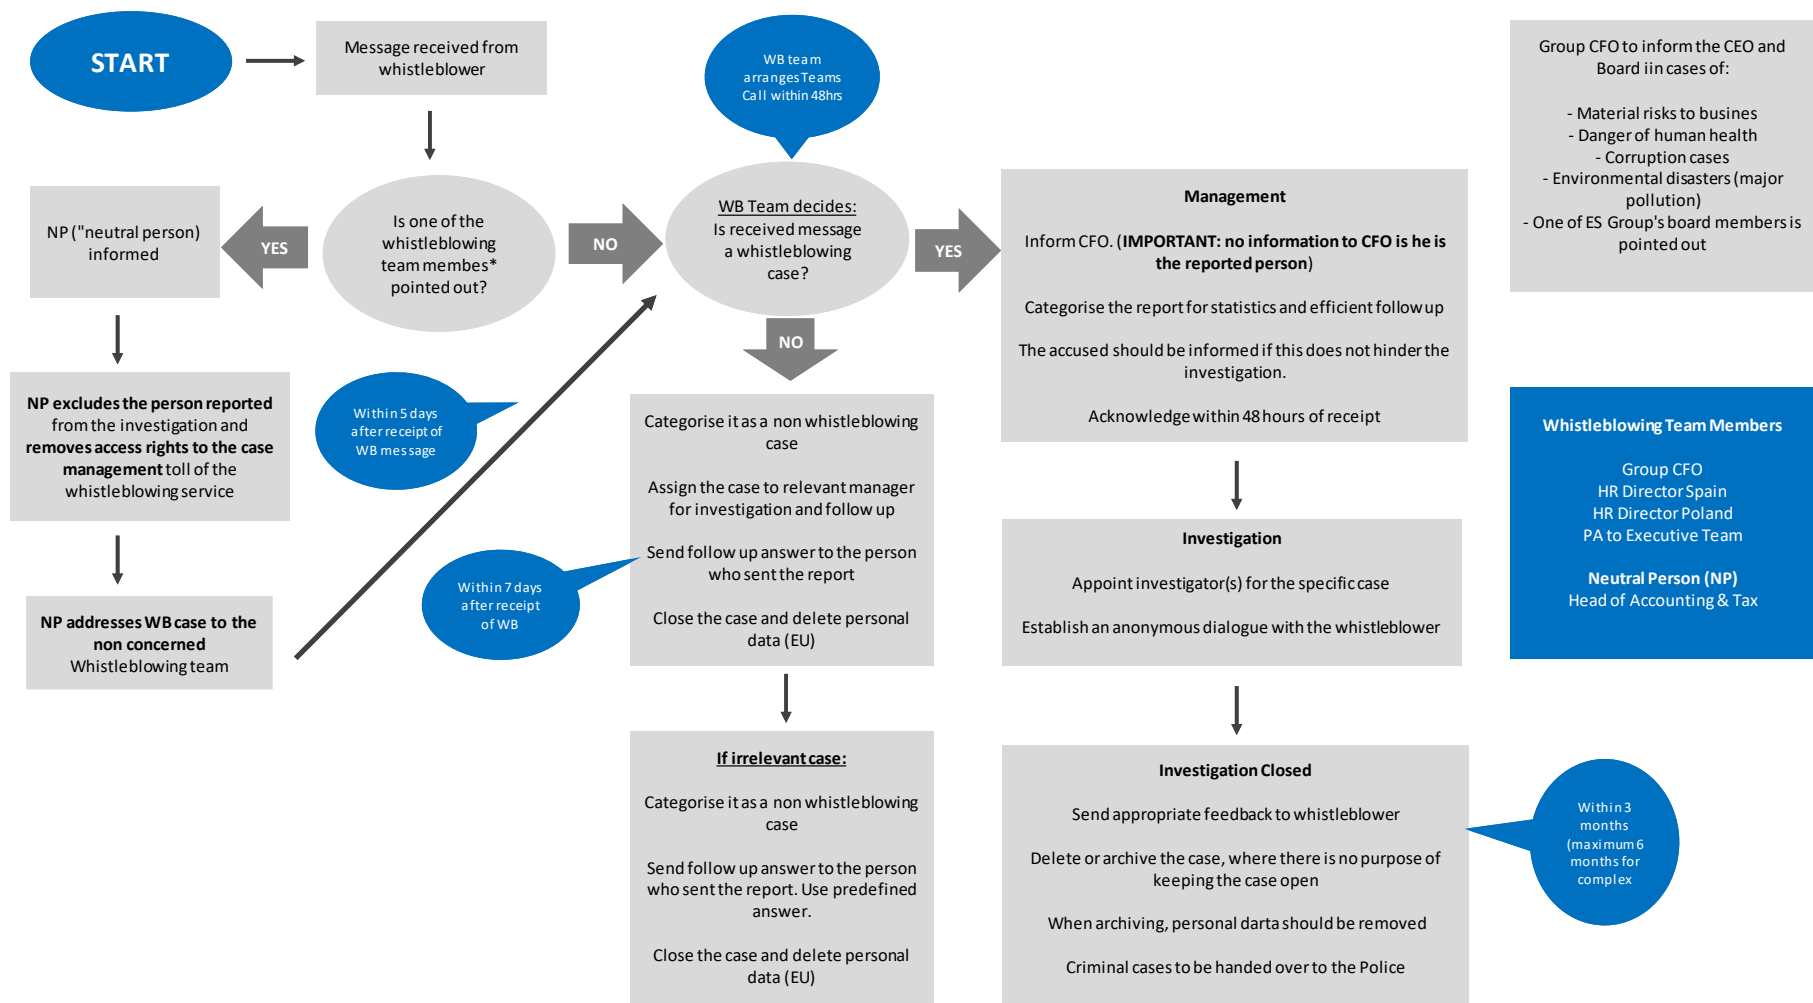 START
Message received from
whistleblower
WB team
arranges Teams
Call within 48hrs
Group CFO to inform the CEO and
Board iin cases of:
- Material risks to busines
- Danger of human health
- Corruption cases
- Environmental disasters (major
pollution)
- One of ES Group's board members is
pointed out
NP ("neutral person)
informed
YES
Is one of the
whistleblowing
team membes*
pointed out?
NO
WB Team decides:
Is received message
a whistleblowing
case?
YES
NO
Management
Inform CFO. (IMPORTANT: no information to CFO is he is
the reported person)
Categorise the report for statistics and efficient follow up
The accused should be informed if this does not hinder the
investigation.
Acknowledge within 48 hours of receipt
NP excludes the person reported
from the investigation and
removes access rights to the case
management toll of the
whistleblowing service
Within 5 days
after receipt of
WB message
Categorise it as a non whistleblowing
case
Assign the case to relevant manager
for investigation and follow up
Send follow up answer to the person
who sent the report
Close the case and delete personal
data (EU)
Within 7 days
after receipt
of WB
Whistleblowing Team Members
Group CFO
HR Director Spain
HR Director Poland
PA to Executive Team
Neutral Person (NP)
Head of Accounting & Tax
NP addresses WB case to the
non concerned
Whistleblowing team
Investigation
Appoint investigator(s) for the specific case
Establish an anonymous dialogue with the whistleblower
If irrelevant case:
Categorise it as a non whistleblowing
case
Send follow up answer to the person
who sent the report. Use predefined
answer.
Close the case and delete personal
data (EU)
Investigation Closed
Send appropriate feedback to whistleblower
Delete or archive the case, where there is no purpose of
keeping the case open
When archiving, personal darta should be removed
Criminal cases to be handed over to the Police
Within 3
months
(maximum 6
months for
complex